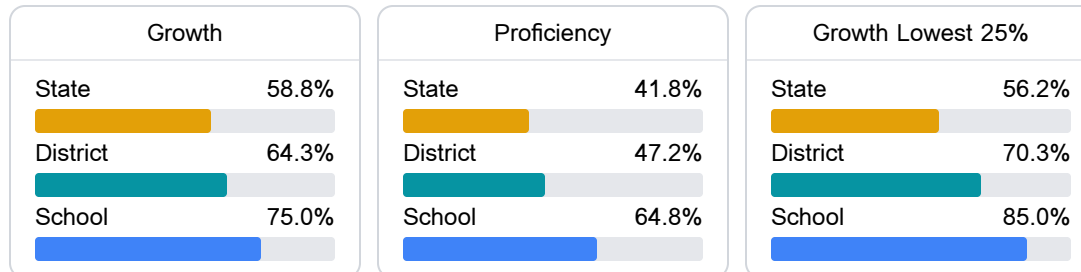 Growth
State 58.8%
District 64.3%
School 75.0%
Proficiency
State 41.8%
District 47.2%
School 64.8%
Growth Lowest 25%
State 56.2%
District 70.3%
School 85.0%